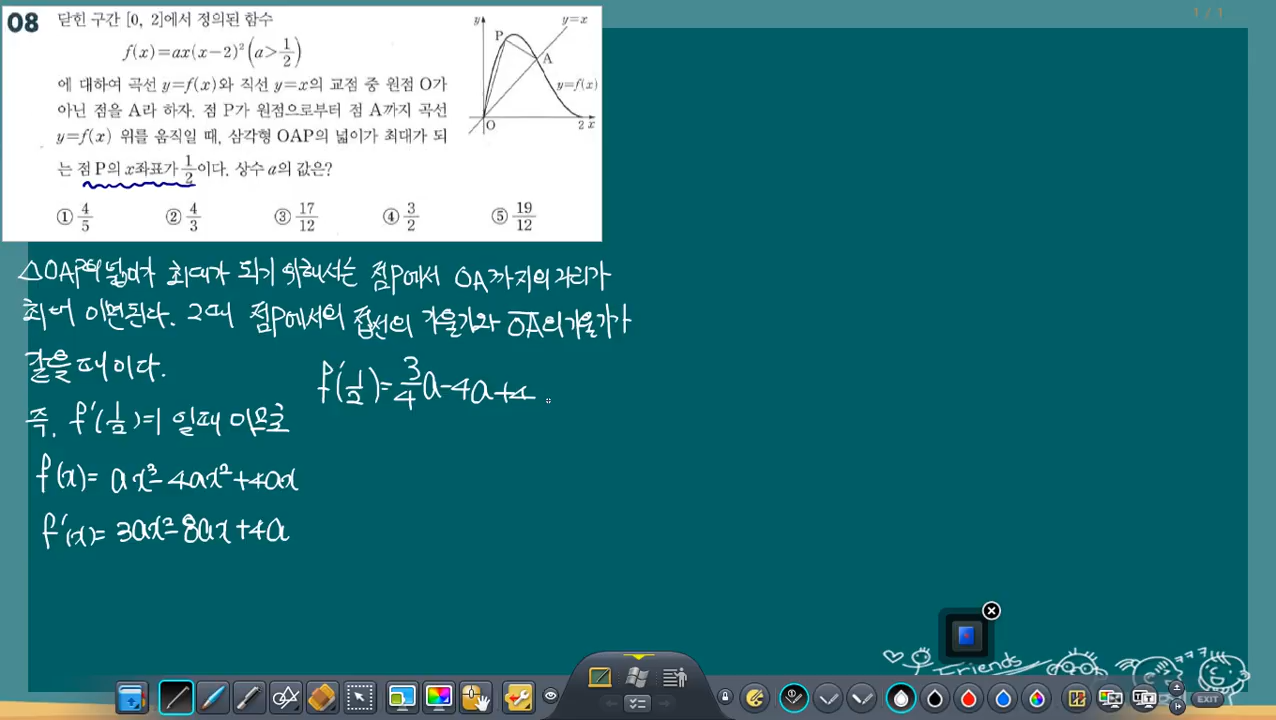 1 / 1
08 닫힌 구간 [0, 2]에서 정의된 함수
f(x)=ax(x-2)²(a>1/2)
에 대하여 곡선 y=f(x)와 직선 y=x의 교점 중 원점 O가
아닌 점을 A라 하자. 점 P가 원점으로부터 점 A까지 곡선
y=f(x) 위를 움직일 때, 삼각형 OAP의 넓이가 최대가 되
는 점 P의 x좌표가 1/2이다. 상수 a의 값은?
① 4/5 ② 4/3 ③ 17/12 ④ 3/2 ⑤ 19/12
y y=x
P
A
y=f(x)
O 2 x
△OAP의 넓이가 최대가 되기 위해서는 점P에서 OA까지의 거리가
최대 이면된다. 그때 점P에서의 접선의 기울기와 OA의 기울기가
같을 때 이다.
즉, f'(1/2)=1 일때 이므로
f(x)= ax³-4ax²+4ax
f'(x)= 3ax²-8ax+4a
f'(1/2)=3/4a-4a+4
Friends
???
EXIT